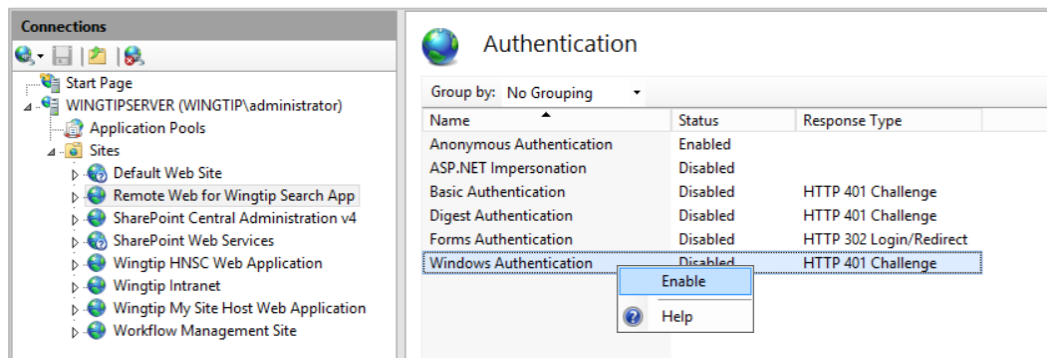 Connections
Start Page
WINGTIPSERVER (WINGTIP\administrator)
Application Pools
Sites
Default Web Site
Remote Web for Wingtip Search App
SharePoint Central Administration v4
SharePoint Web Services
Wingtip HNSC Web Application
Wingtip Intranet
Wingtip My Site Host Web Application
Workflow Management Site
Authentication
Group by: No Grouping
Name Status Response Type
Anonymous Authentication Enabled
ASP.NET Impersonation Disabled
Basic Authentication Disabled HTTP 401 Challenge
Digest Authentication Disabled HTTP 401 Challenge
Forms Authentication Disabled HTTP 302 Login/Redirect
Windows Authentication Disabled HTTP 401 Challenge
Enable
Help